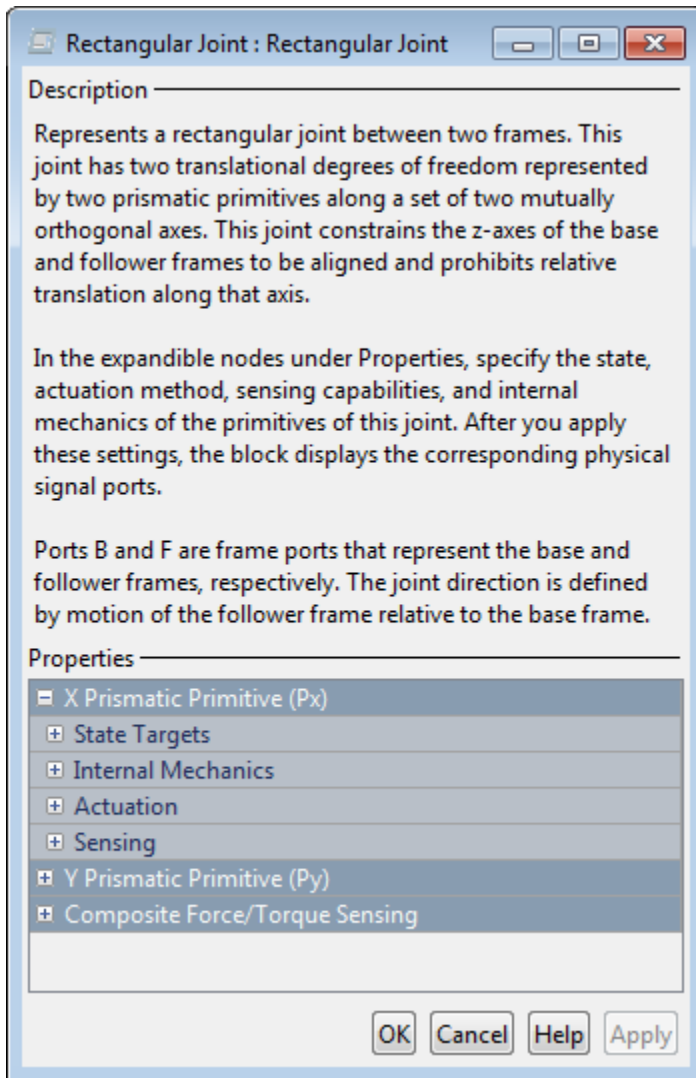 Rectangular Joint : Rectangular Joint
Description
Represents a rectangular joint between two frames. This
joint has two translational degrees of freedom represented
by two prismatic primitives along a set of two mutually
orthogonal axes. This joint constrains the z-axes of the base
and follower frames to be aligned and prohibits relative
translation along that axis.
In the expandible nodes under Properties, specify the state,
actuation method, sensing capabilities, and internal
mechanics of the primitives of this joint. After you apply
these settings, the block displays the corresponding physical
signal ports.
Ports B and F are frame ports that represent the base and
follower frames, respectively. The joint direction is defined
by motion of the follower frame relative to the base frame.
Properties
X Prismatic Primitive (Px)
State Targets
Internal Mechanics
Actuation
Sensing
Y Prismatic Primitive (Py)
Composite Force/Torque Sensing
OK Cancel Help Apply